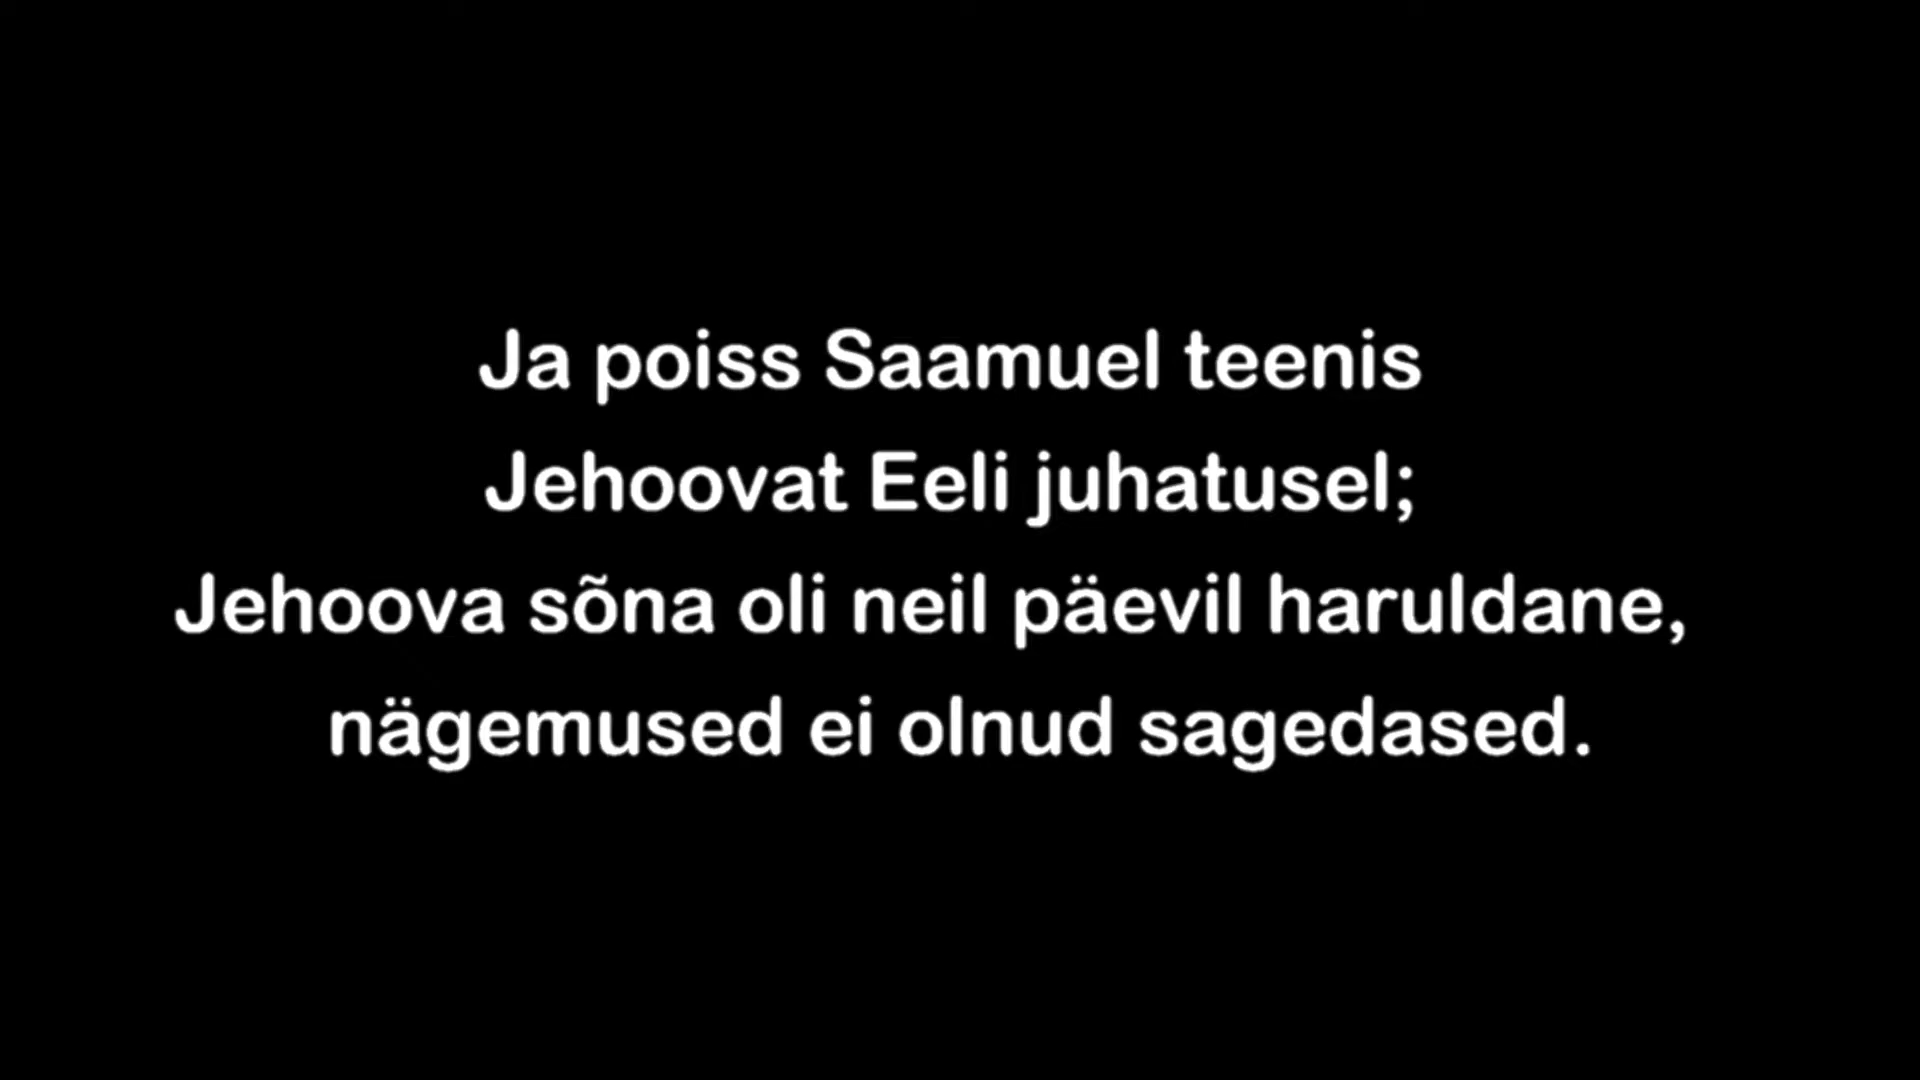 Ja poiss Saamuel teenis
Jehoovat Eeli juhatusel;
Jehoova sõna oli neil päevil haruldane,
nägemused ei olnud sagedased.